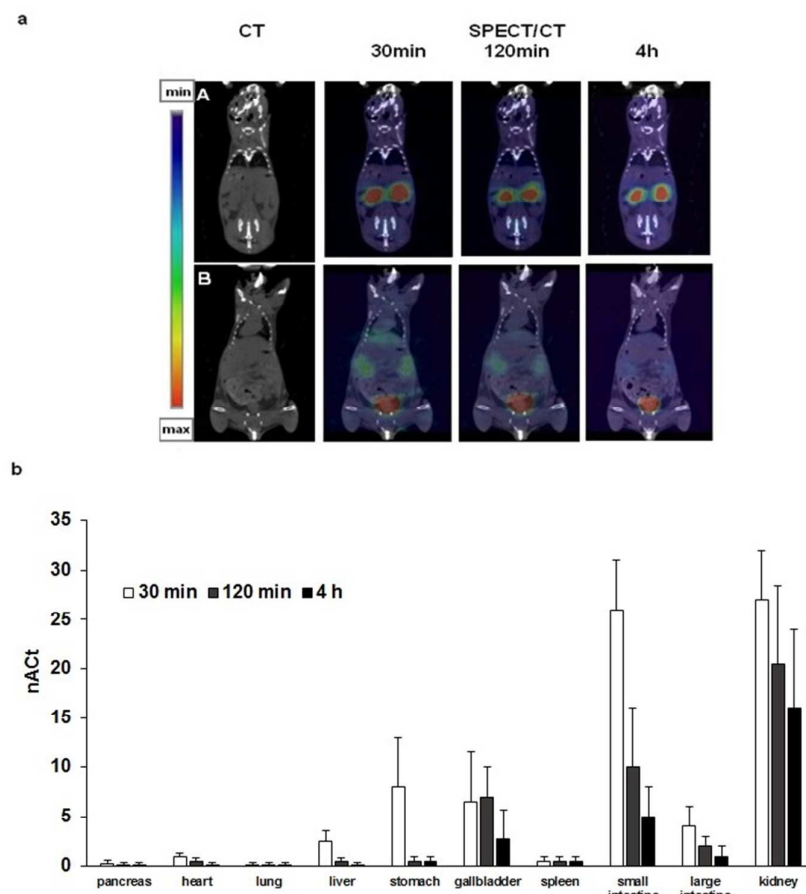 a
CT
SPECT/CT
30min 120min 4h
min
A
B
max
b
35
30
25
20
15
10
5
0
nACt
30 min 120 min 4 h
pancreas heart lung liver stomach gallbladder spleen small large kidney
intestine intestine